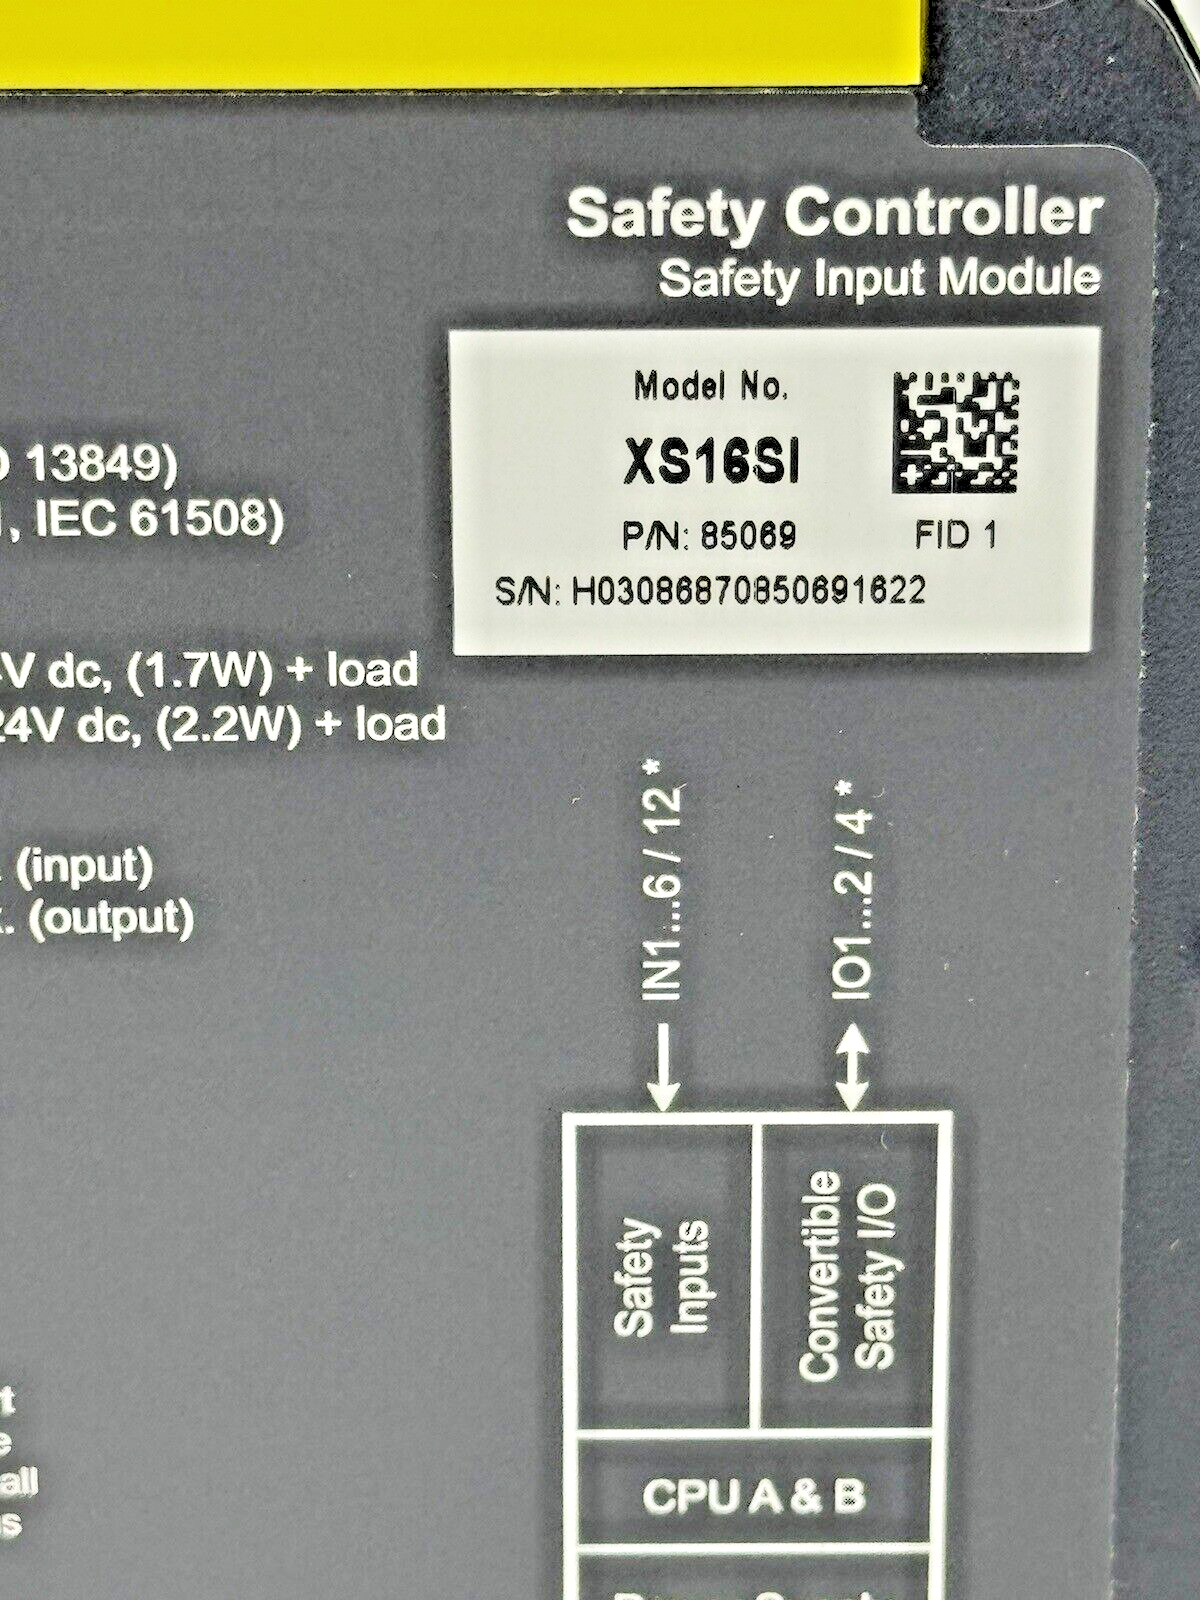 Safety Controller
Safety Input Module
Model No.
XS16SI
P/N: 85069 FID 1
S/N: H03086870850691622
13849)
, IEC 61508)
V dc, (1.7W) + load
24V dc, (2.2W) + load
. (input)
. (output)
IN1...6 / 12 *
IO1...2 / 4 *
Safety
Inputs
Convertible
Safety I/O
CPU A & B